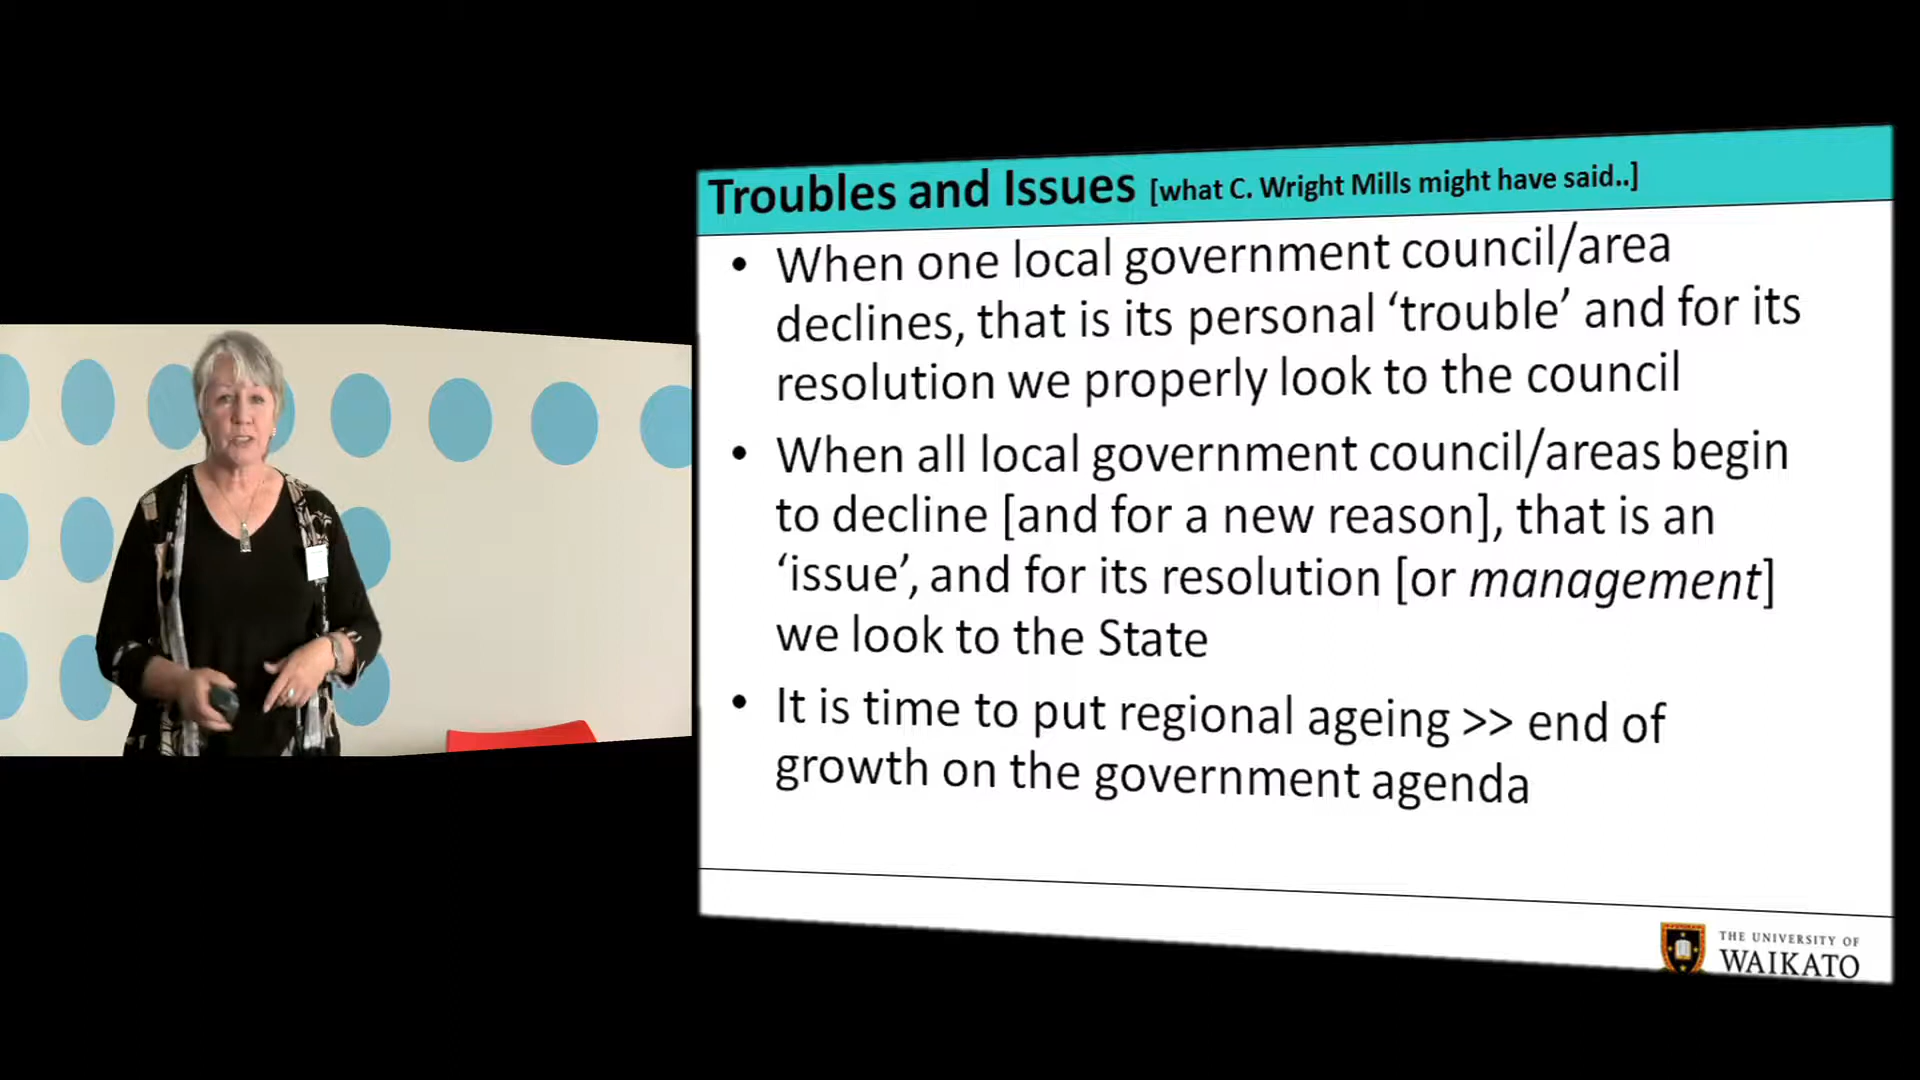 Troubles and Issues [what C. Wright Mills might have said..]
• When one local government council/area
declines, that is its personal ‘trouble’ and for its
resolution we properly look to the council
• When all local government council/areas begin
to decline [and for a new reason], that is an
‘issue’, and for its resolution [or management]
we look to the State
• It is time to put regional ageing >> end of
growth on the government agenda
THE UNIVERSITY OF
WAIKATO